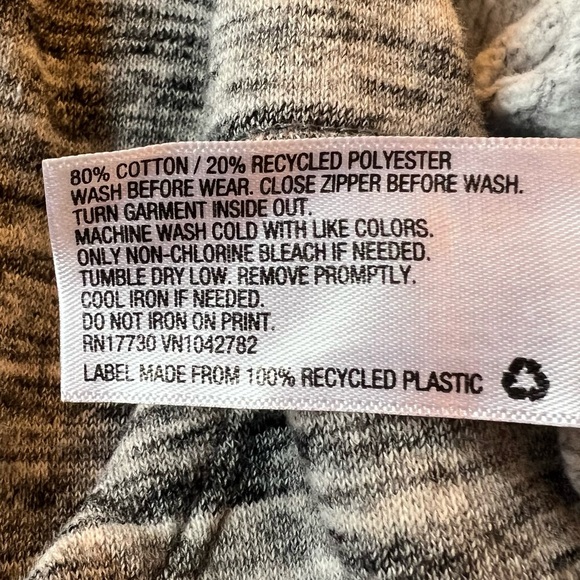 80% COTTON / 20% RECYCLED POLYESTER
WASH BEFORE WEAR. CLOSE ZIPPER BEFORE WASH.
TURN GARMENT INSIDE OUT.
MACHINE WASH COLD WITH LIKE COLORS.
ONLY NON-CHLORINE BLEACH IF NEEDED.
TUMBLE DRY LOW. REMOVE PROMPTLY.
COOL IRON IF NEEDED.
DO NOT IRON ON PRINT.
RN17730 VN1042782
LABEL MADE FROM 100% RECYCLED PLASTIC